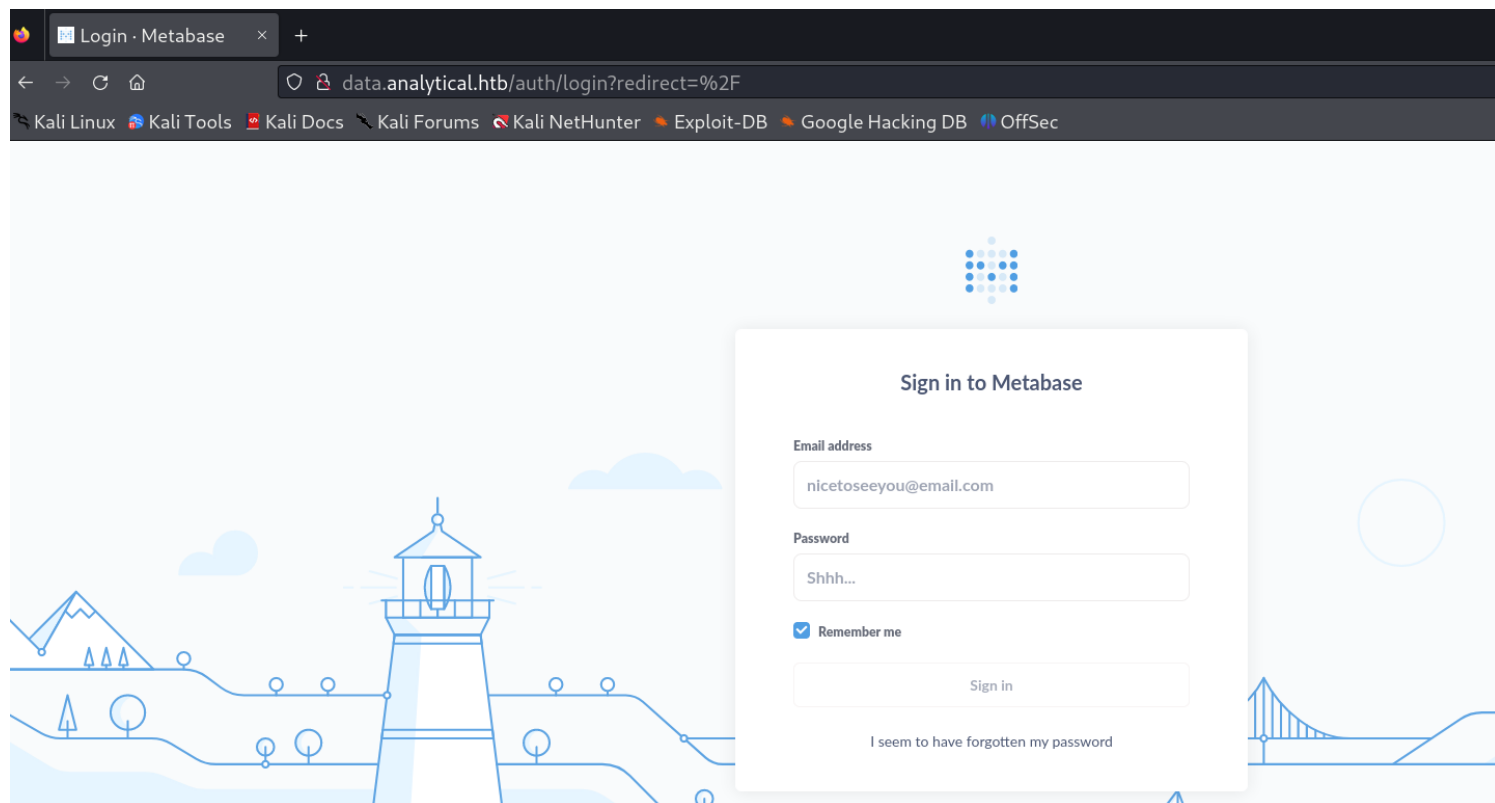 Login · Metabase × +
data.analytical.htb/auth/login?redirect=%2F
Kali Linux Kali Tools Kali Docs Kali Forums Kali NetHunter Exploit-DB Google Hacking DB OffSec
Sign in to Metabase
Email address
nicetoseeyou@email.com
Password
Shhh...
Remember me
Sign in
I seem to have forgotten my password